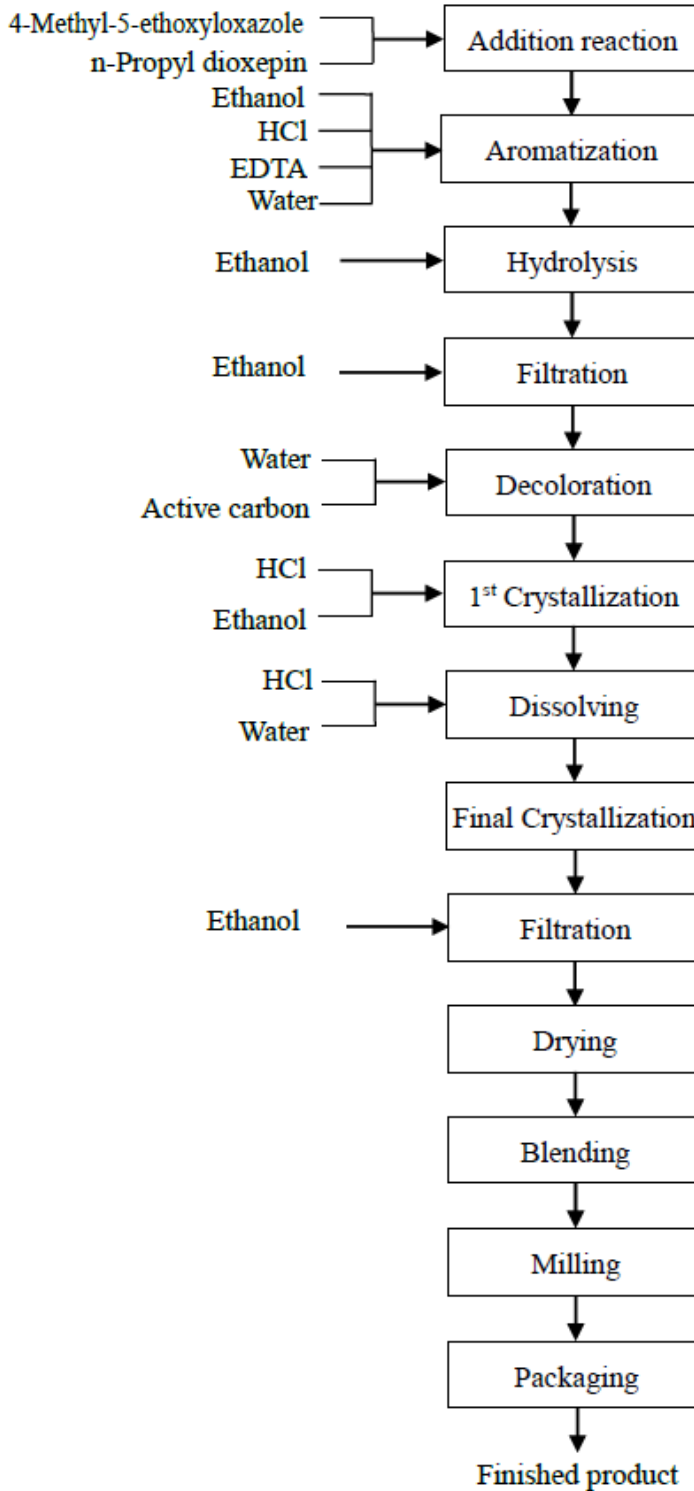 4-Methyl-5-ethoxyloxazole
n-Propyl dioxepin
Addition reaction
Ethanol
HCl
EDTA
Water
Aromatization
Ethanol
Hydrolysis
Ethanol
Filtration
Water
Active carbon
Decoloration
HCl
Ethanol
1st Crystallization
HCl
Water
Dissolving
Final Crystallization
Ethanol
Filtration
Drying
Blending
Milling
Packaging
Finished product